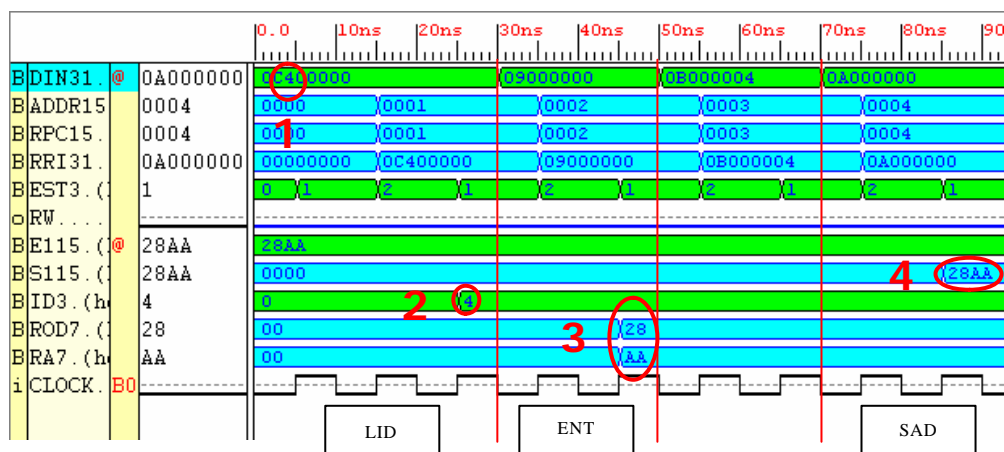 0.0 10ns 20ns 30ns 40ns 50ns 60ns 70ns 80ns 90
B DIN31. @ 0A000000 0C400000 09000000 0B000004 0A000000
B ADDR15 0004 0000 0001 0002 0003 0004
1
B RPC15. 0004 0000 0001 0002 0003 0004
B RRI31. 0A000000 00000000 0C400000 09000000 0B000004 0A000000
B EST3.( 1 0 1 2 1 2 1 2 1 2 1
o RW....
B E115.( @ 28AA 28AA
B S115.( 28AA 0000 28AA
4
B ID3.(h 4 0 4
2
B ROD7.( 28 00 28
3
B RA7.(h AA 00 AA
i CLOCK. B0
LID ENT SAD